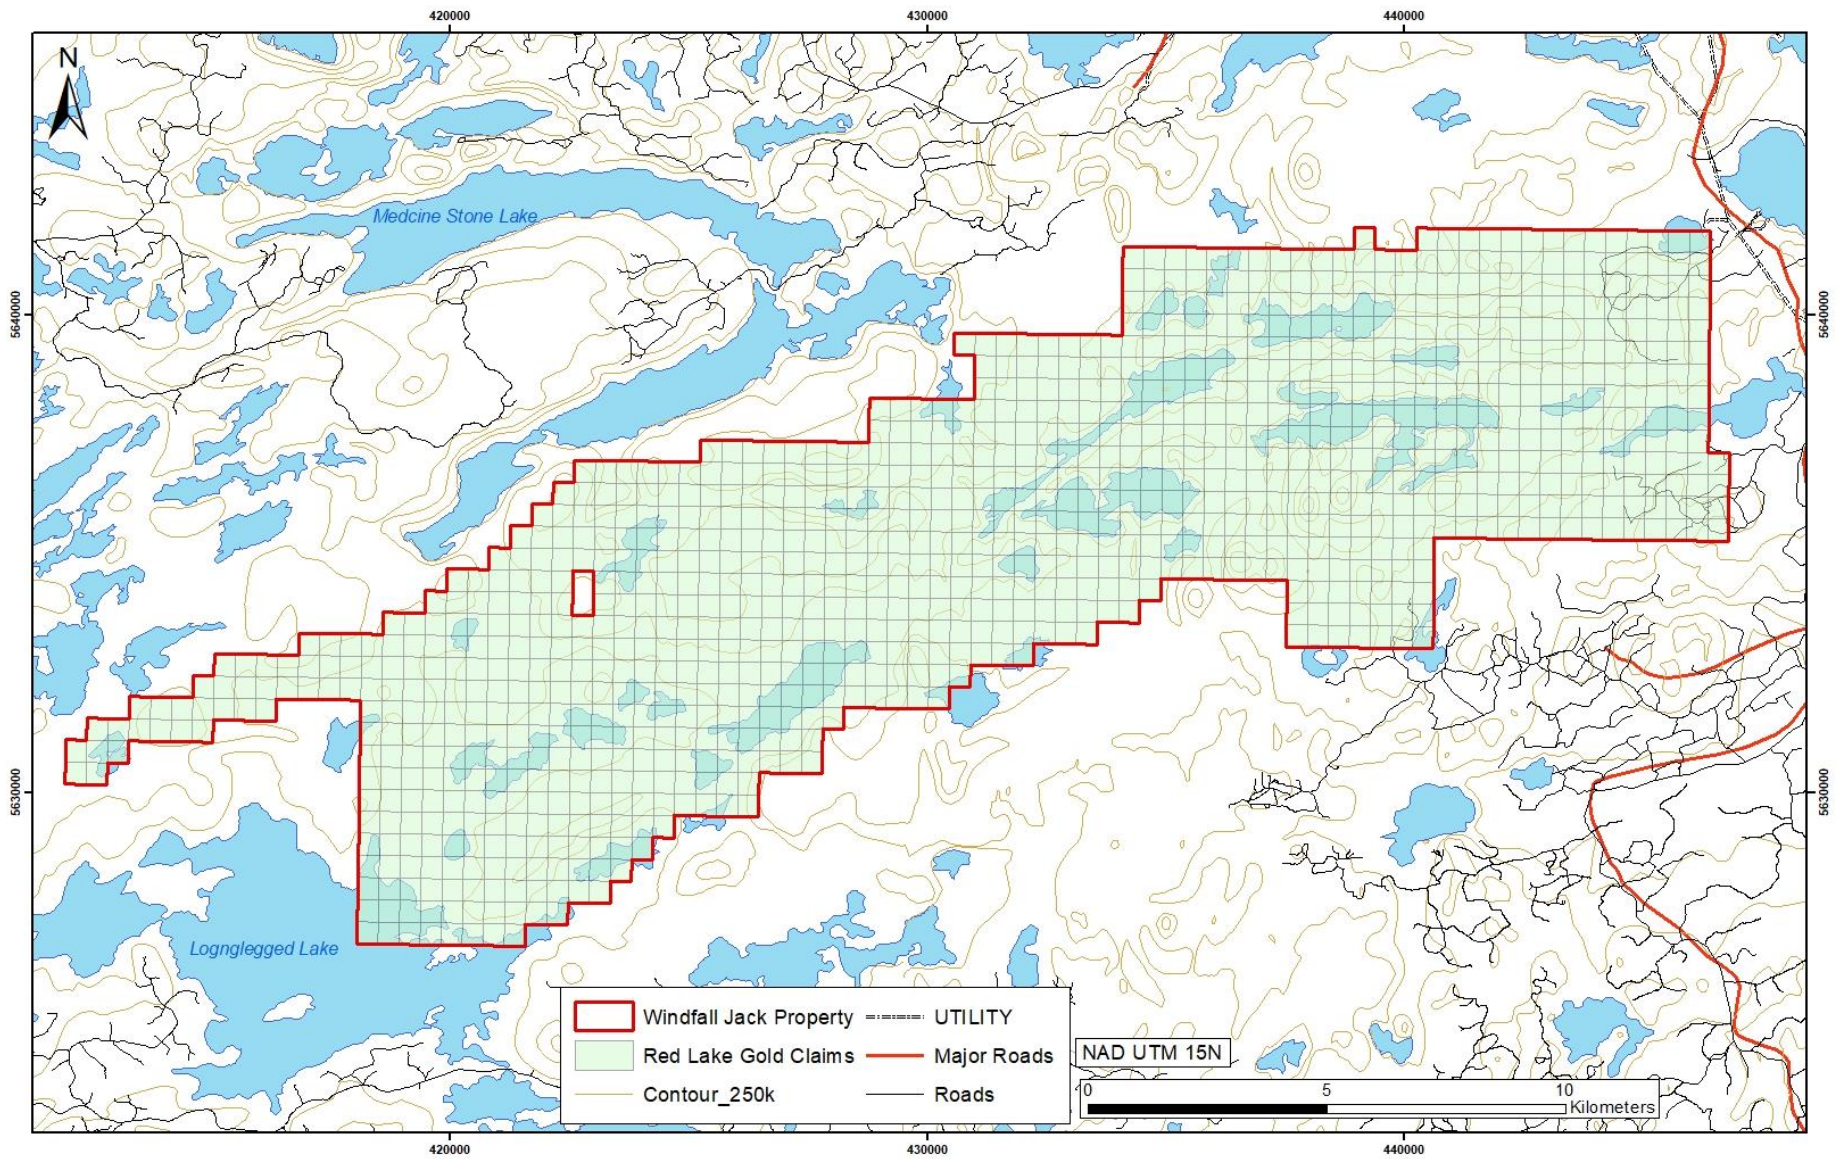 420000 430000 440000
N
Medcine Stone Lake
5640000 5640000
5630000 5630000
Lognglegged Lake
Windfall Jack Property
UTILITY
Red Lake Gold Claims
Major Roads
Contour_250k
Roads
NAD UTM 15N
0 5 10
Kilometers
420000 430000 440000